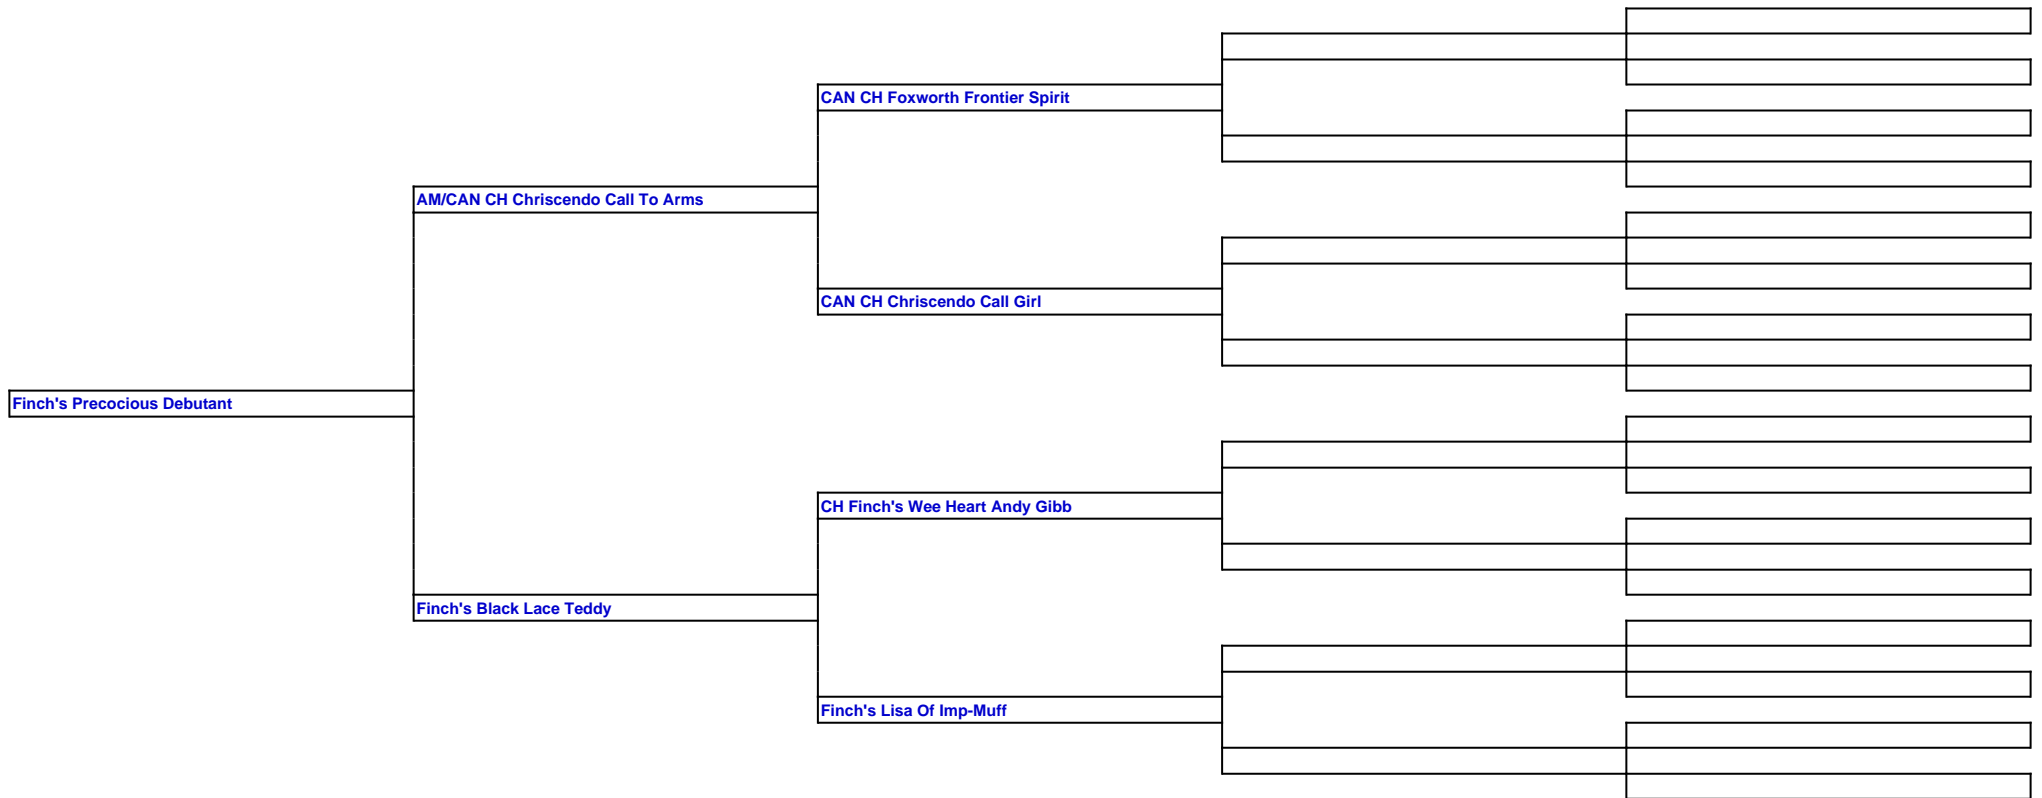 CAN CH Foxworth Frontier Spirit
AM/CAN CH Chriscendo Call To Arms
CAN CH Chriscendo Call Girl
Finch's Precocious Debutant
CH Finch's Wee Heart Andy Gibb
Finch's Black Lace Teddy
Finch's Lisa Of Imp-Muff